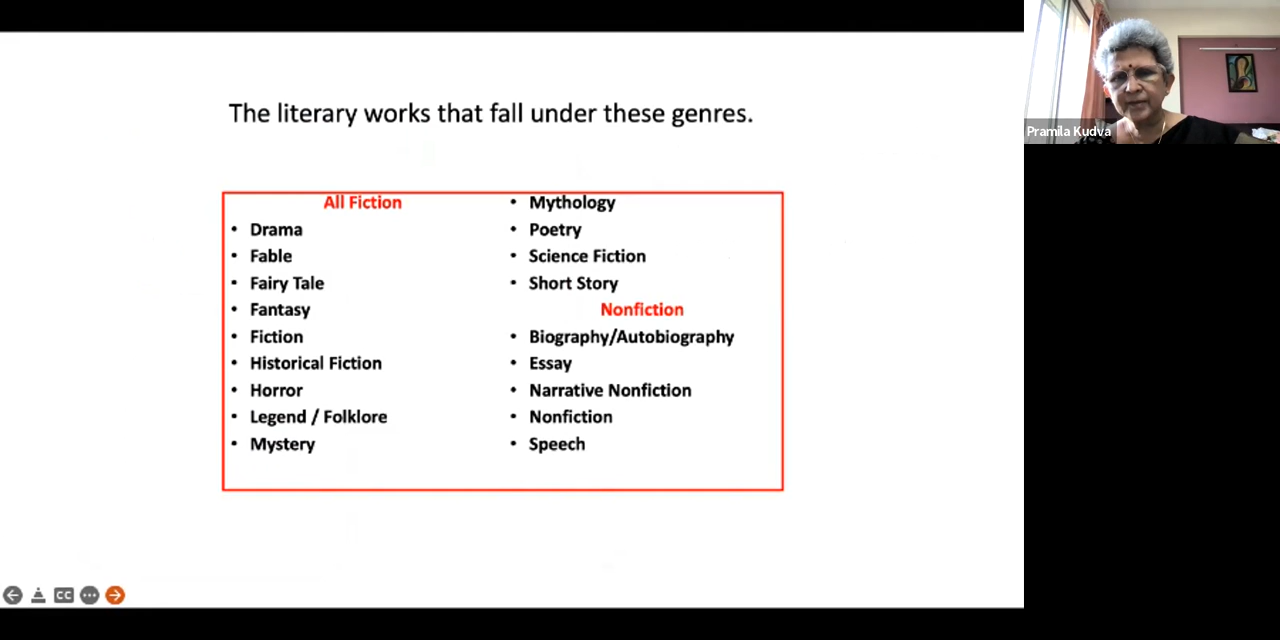 The literary works that fall under these genres.
All Fiction
• Drama
• Fable
• Fairy Tale
• Fantasy
• Fiction
• Historical Fiction
• Horror
• Legend / Folklore
• Mystery
• Mythology
• Poetry
• Science Fiction
• Short Story
Nonfiction
• Biography/Autobiography
• Essay
• Narrative Nonfiction
• Nonfiction
• Speech
Pramila Kudva
CC